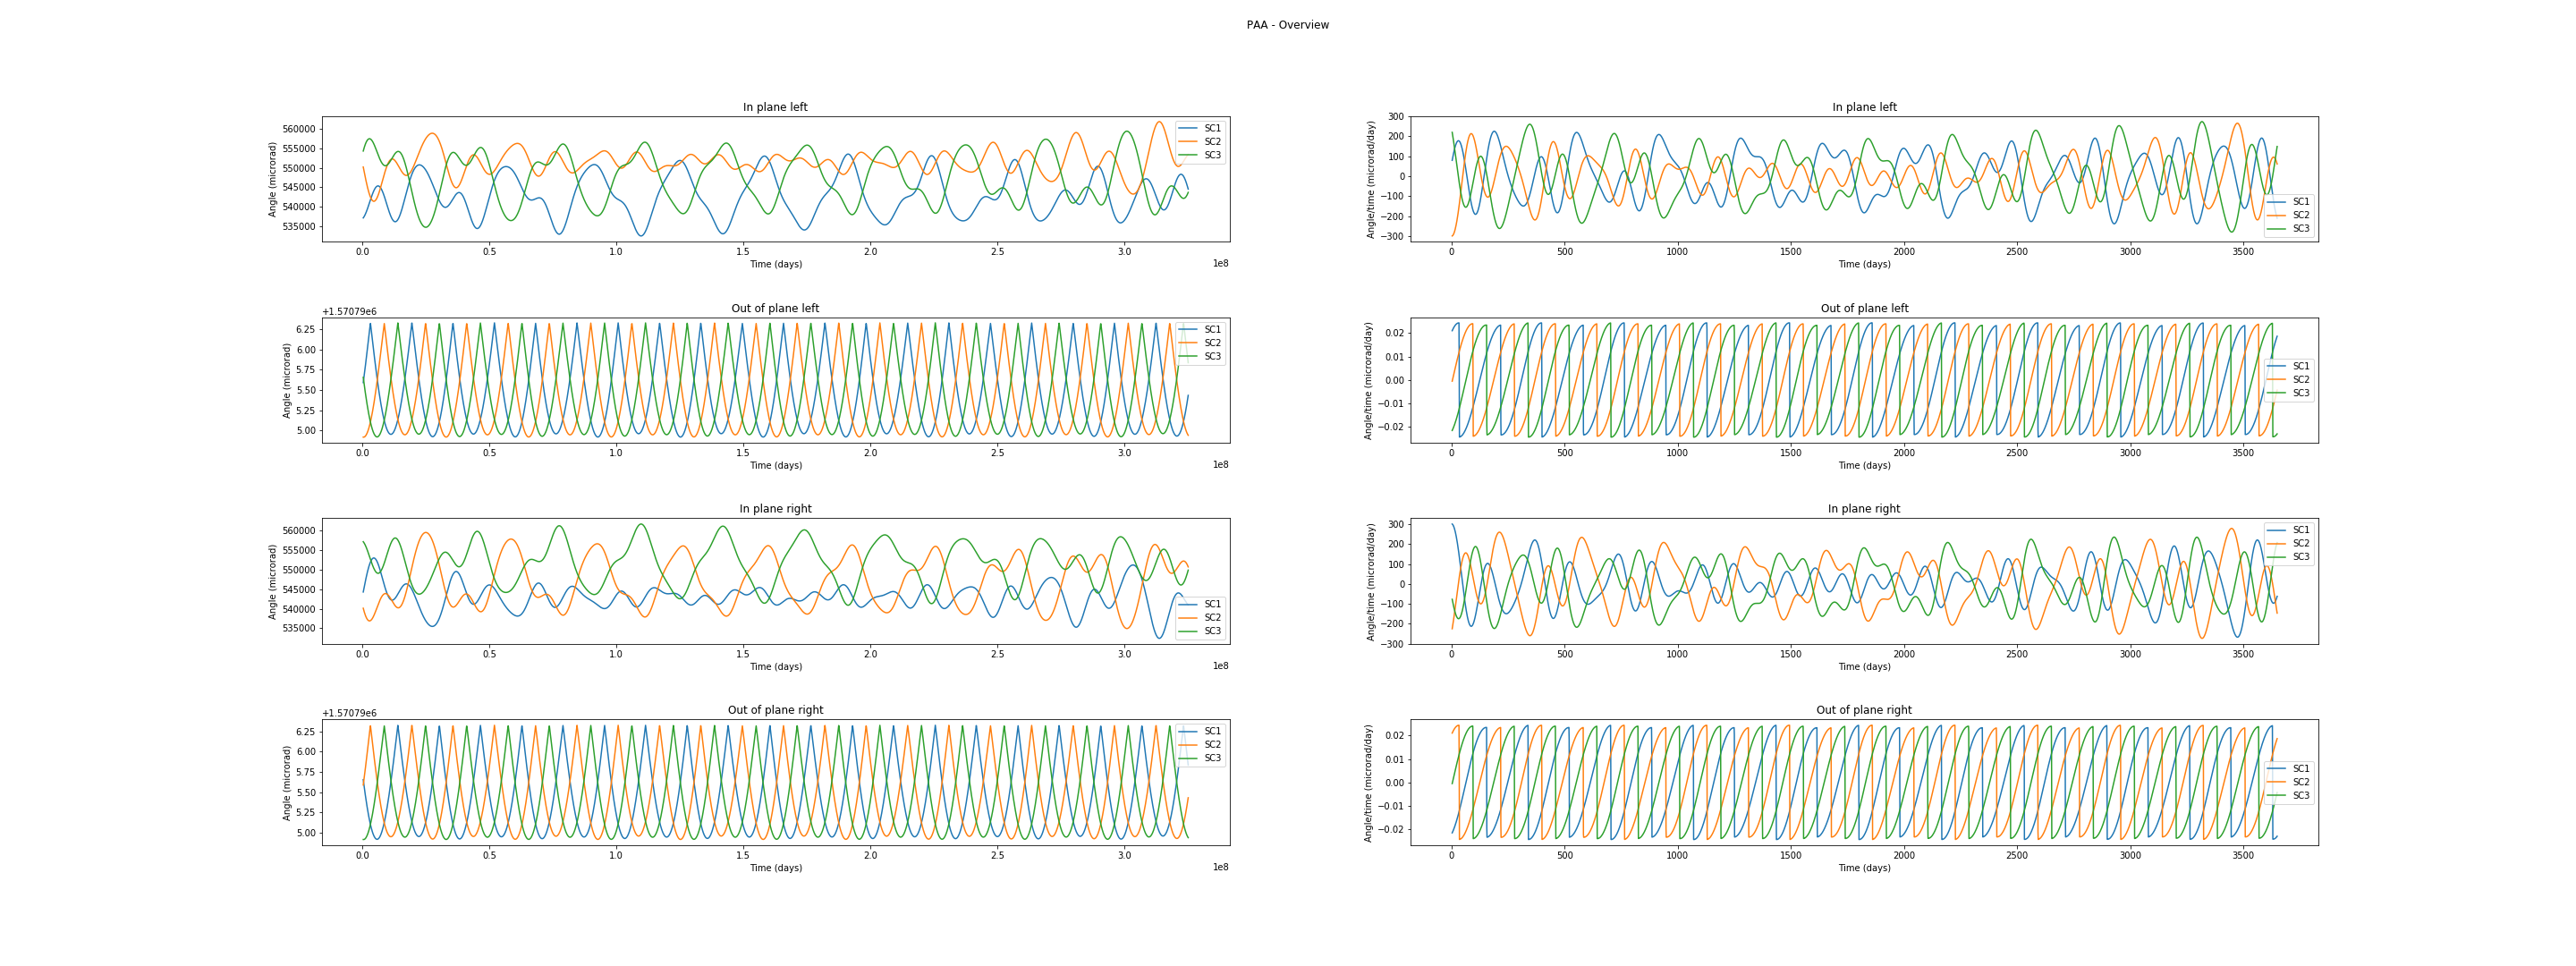 PAA - Overview
In plane left
Angle (microrad)
560000
555000
550000
545000
540000
535000
SC1
SC2
SC3
0.0 0.5 1.0 1.5 2.0 2.5 3.0
Time (days)
1e8
In plane left
Angle/time (microrad/day)
300
200
100
0
−100
−200
−300
SC1
SC2
SC3
0 500 1000 1500 2000 2500 3000 3500
Time (days)
Out of plane left
+1.57079e6
Angle (microrad)
6.25
6.00
5.75
5.50
5.25
5.00
SC1
SC2
SC3
0.0 0.5 1.0 1.5 2.0 2.5 3.0
Time (days)
1e8
Out of plane left
Angle/time (microrad/day)
0.02
0.01
0.00
−0.01
−0.02
SC1
SC2
SC3
0 500 1000 1500 2000 2500 3000 3500
Time (days)
In plane right
Angle (microrad)
560000
555000
550000
545000
540000
535000
SC1
SC2
SC3
0.0 0.5 1.0 1.5 2.0 2.5 3.0
Time (days)
1e8
In plane right
Angle/time (microrad/day)
300
200
100
0
−100
−200
−300
SC1
SC2
SC3
0 500 1000 1500 2000 2500 3000 3500
Time (days)
Out of plane right
+1.57079e6
Angle (microrad)
6.25
6.00
5.75
5.50
5.25
5.00
SC1
SC2
SC3
0.0 0.5 1.0 1.5 2.0 2.5 3.0
Time (days)
1e8
Out of plane right
Angle/time (microrad/day)
0.02
0.01
0.00
−0.01
−0.02
SC1
SC2
SC3
0 500 1000 1500 2000 2500 3000 3500
Time (days)